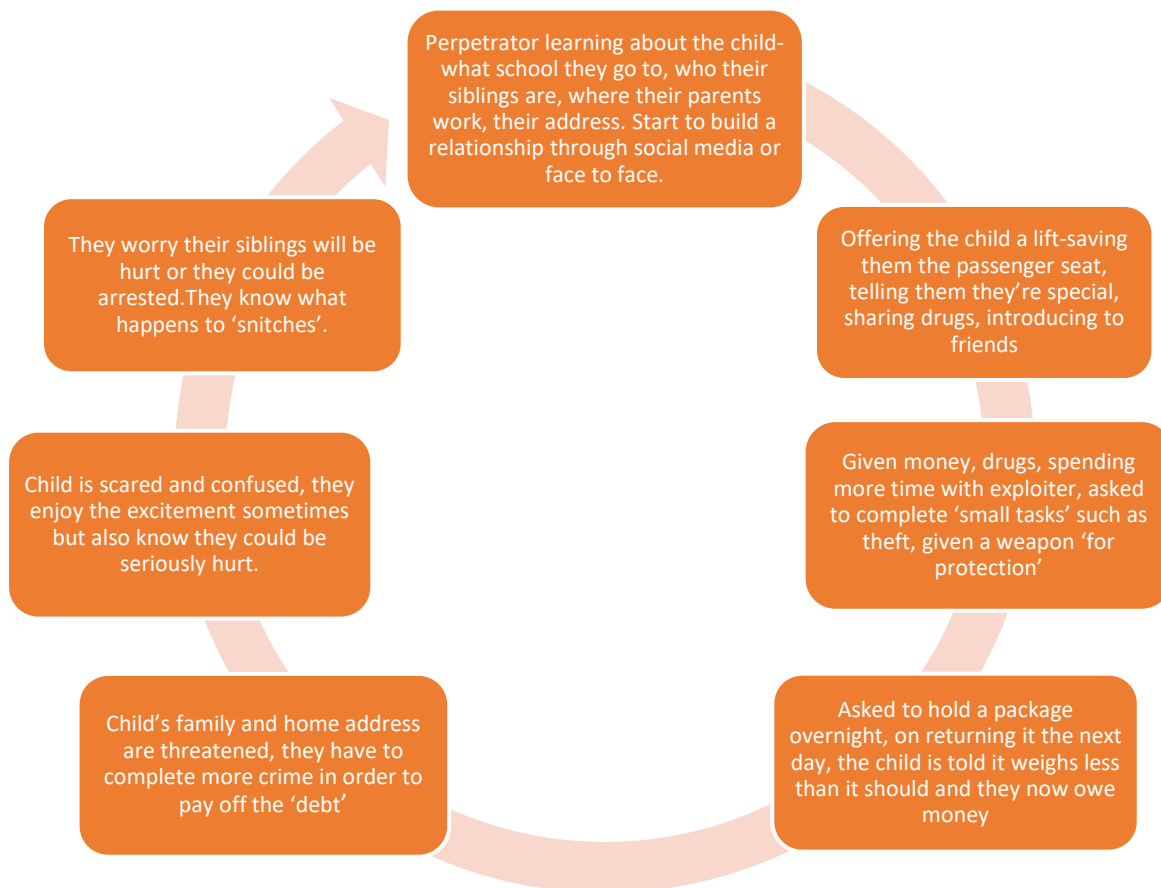 Perpetrator learning about the child-
what school they go to, who their
siblings are, where their parents
work, their address. Start to build a
relationship through social media or
face to face.
Offering the child a lift-saving
them the passenger seat,
telling them they’re special,
sharing drugs, introducing to
friends
Given money, drugs, spending
more time with exploiter, asked
to complete ‘small tasks’ such as
theft, given a weapon ‘for
protection’
Asked to hold a package
overnight, on returning it the next
day, the child is told it weighs less
than it should and they now owe
money
Child’s family and home address
are threatened, they have to
complete more crime in order to
pay off the ‘debt’
Child is scared and confused, they
enjoy the excitement sometimes
but also know they could be
seriously hurt.
They worry their siblings will be
hurt or they could be
arrested.They know what
happens to ‘snitches’.